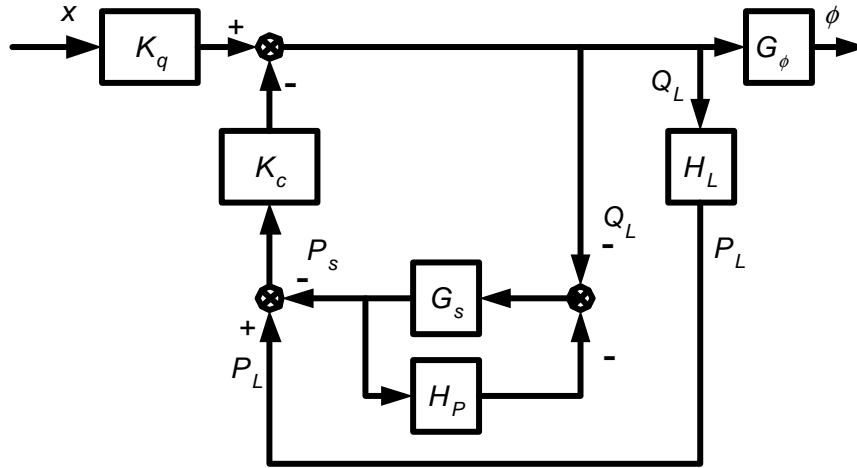 x
K_q
+
-
G_ϕ
ϕ
Q_L
K_c
H_L
Q_L
-
P_L
P_s
-
G_s
+
P_L
H_P
-